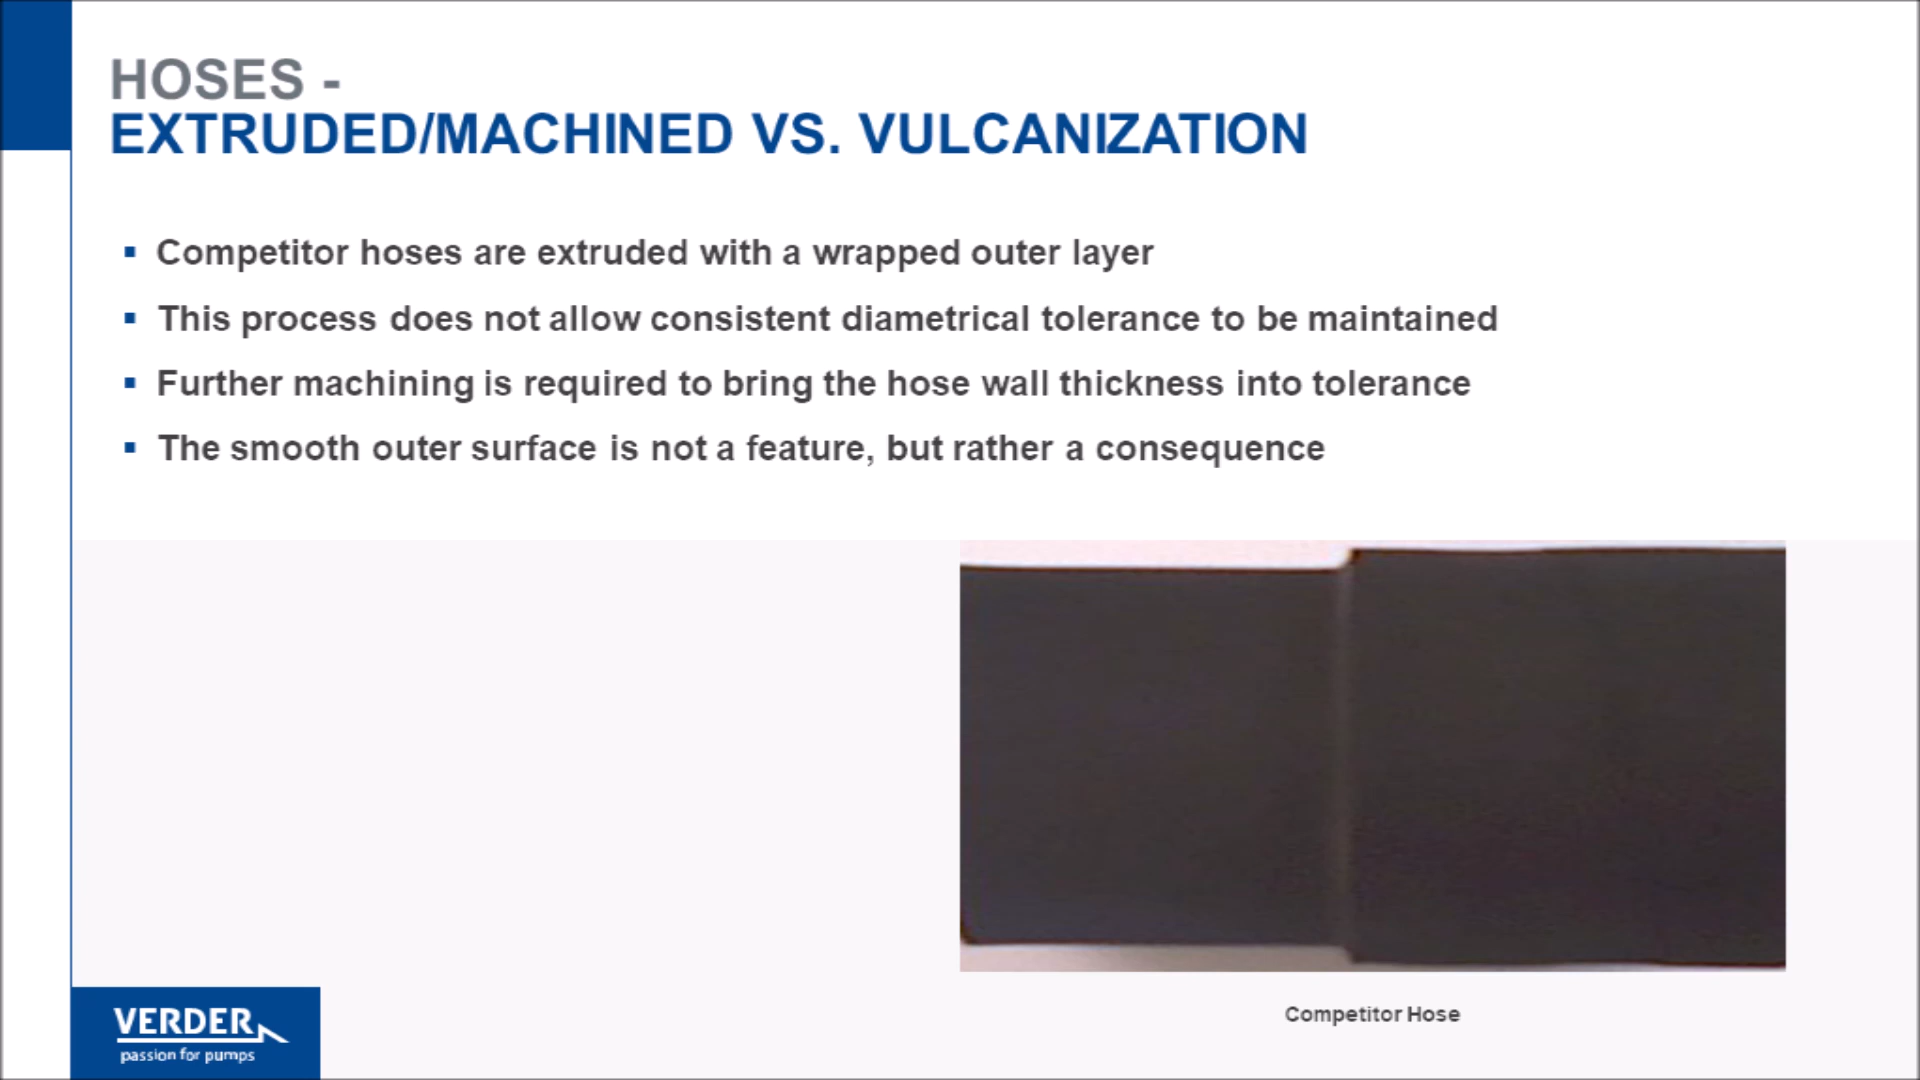 HOSES -
EXTRUDED/MACHINED VS. VULCANIZATION
Competitor hoses are extruded with a wrapped outer layer
This process does not allow consistent diametrical tolerance to be maintained
Further machining is required to bring the hose wall thickness into tolerance
The smooth outer surface is not a feature, but rather a consequence
Competitor Hose
VERDER
passion for pumps